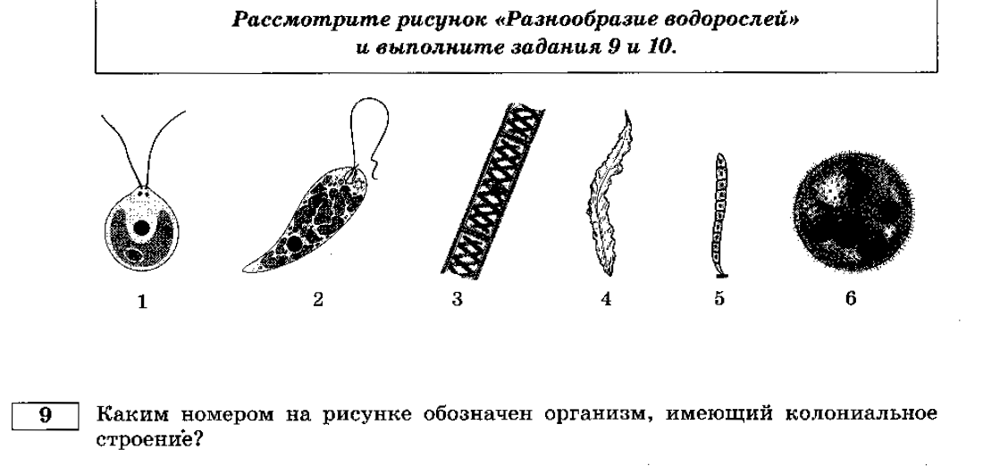 Рассмотрите рисунок «Разнообразие водорослей»
и выполните задания 9 и 10.
1 2 3 4 5 6
9 Каким номером на рисунке обозначен организм, имеющий колониальное
строение?